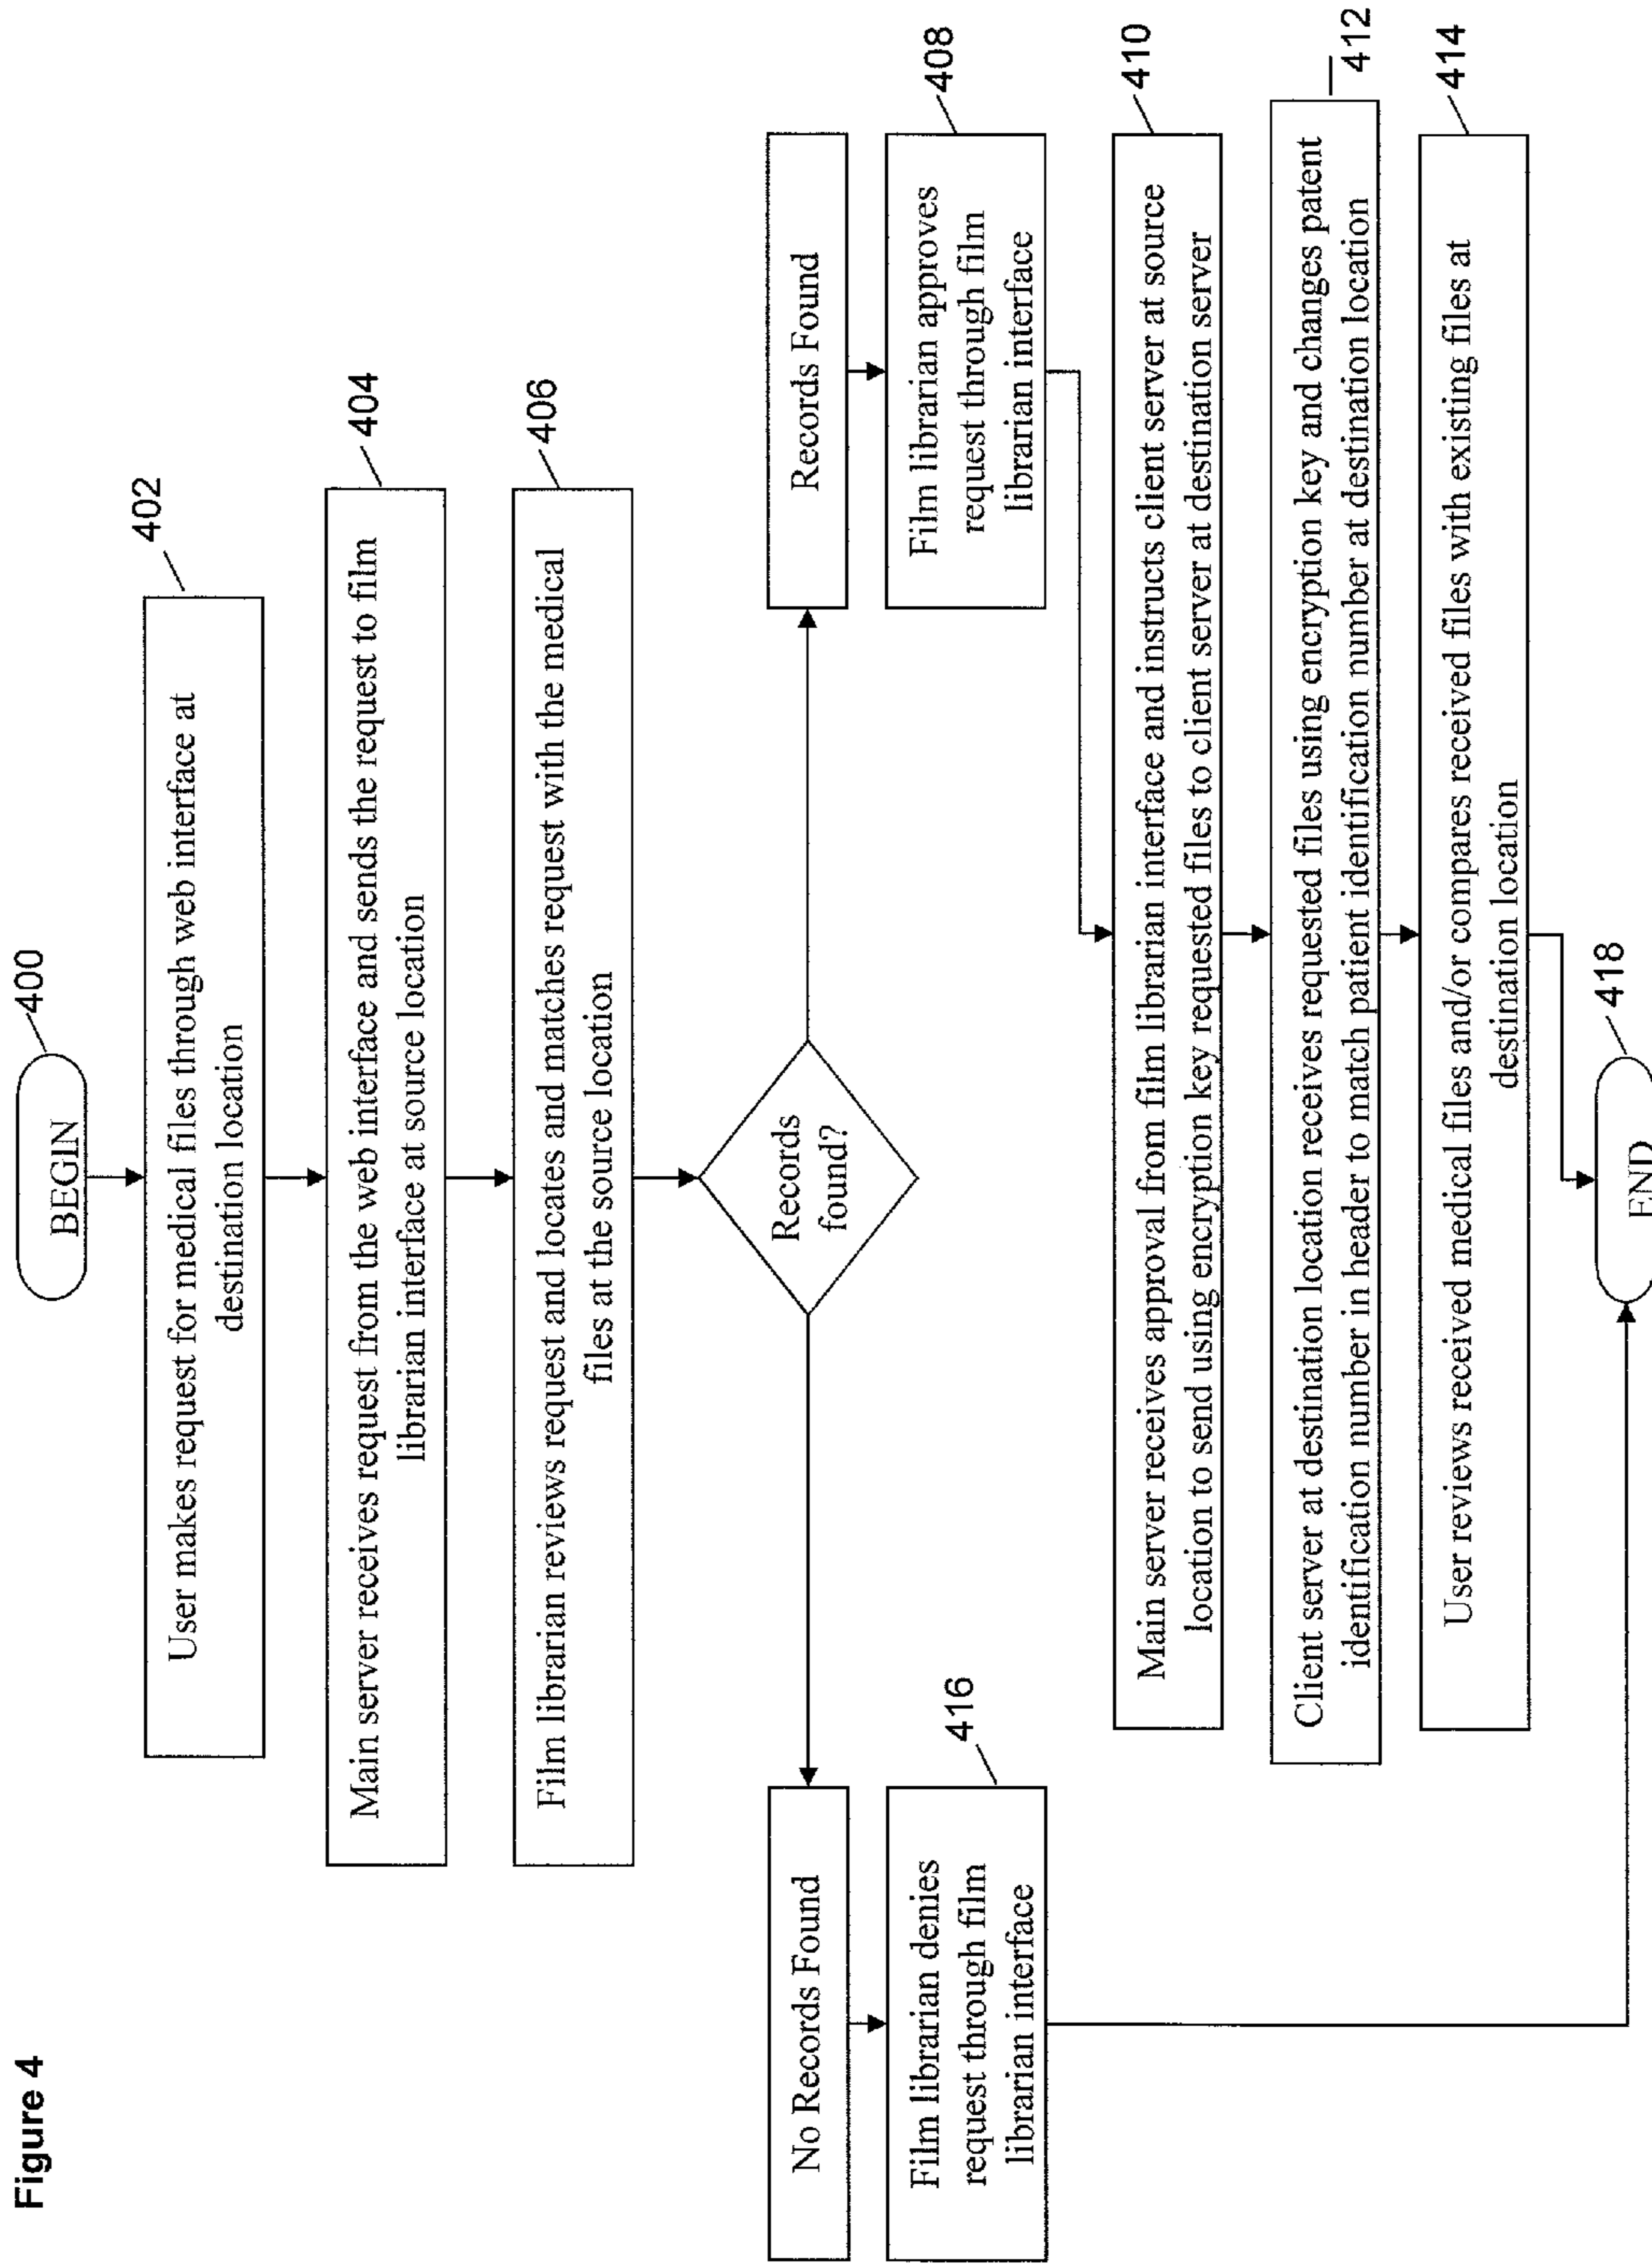 Figure 4
400
BEGIN
402
User makes request for medical files through web interface at
destination location
404
Main server receives request from the web interface and sends the request to film
librarian interface at source location
406
Film librarian reviews request and locates and matches request with the medical
files at the source location
Records
found?
No Records Found
Records Found
416
Film librarian denies
request through film
librarian interface
408
Film librarian approves
request through film
librarian interface
410
Main server receives approval from film librarian interface and instructs client server at source
location to send using encryption key requested files to client server at destination server
412
Client server at destination location receives requested files using encryption key and changes patent
identification number in header to match patient identification number at destination location
414
User reviews received medical files and/or compares received files with existing files at
destination location
418
END